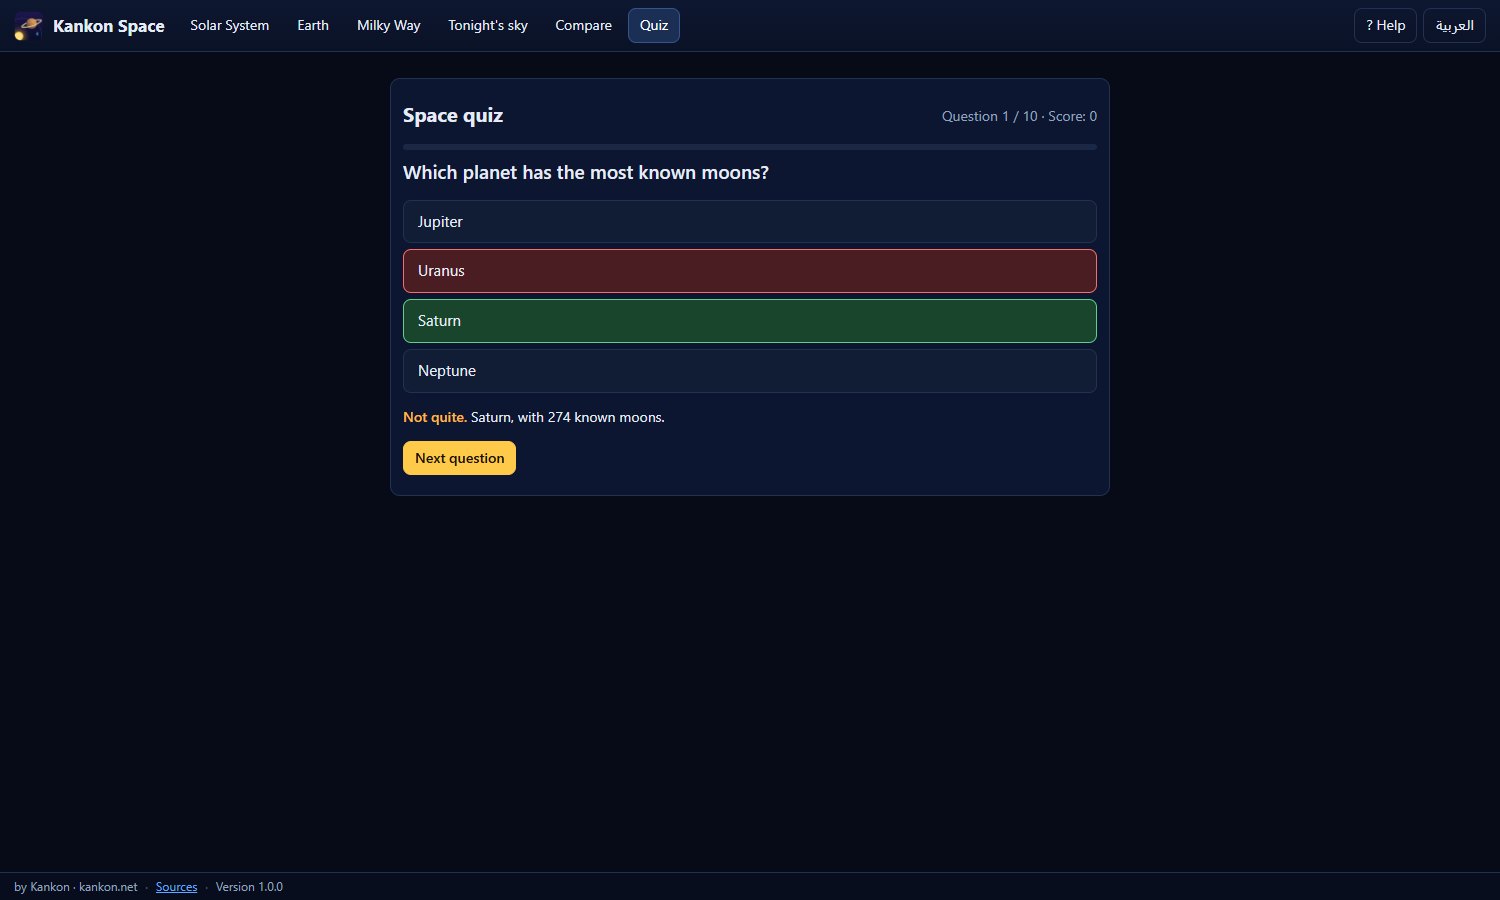 Kankon Space Solar System Earth Milky Way Tonight's sky Compare Quiz ? Help العربية
Space quiz Question 1 / 10 · Score: 0
Which planet has the most known moons?
Jupiter
Uranus
Saturn
Neptune
Not quite. Saturn, with 274 known moons.
Next question
by Kankon · kankon.net · Sources · Version 1.0.0